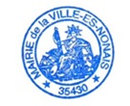 MAIRIE de la VILLE-ES-NONAIS
★ 35430 ★